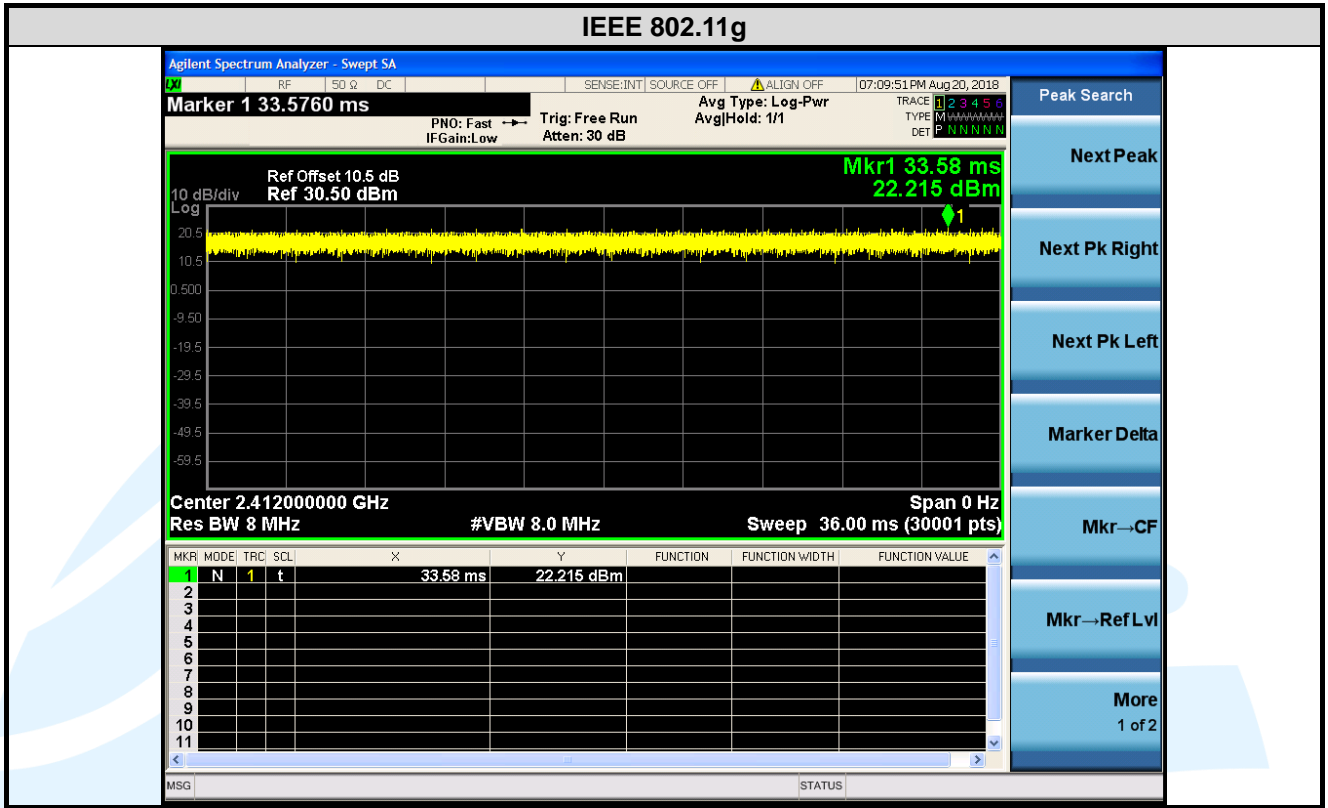 IEEE 802.11g
Agilent Spectrum Analyzer - Swept SA
LXI RF 50 Ω DC SENSE:INT SOURCE OFF ALIGN OFF 07:09:51 PM Aug 20, 2018
Marker 1 33.5760 ms
PNO: Fast
IFGain:Low
Trig: Free Run
Atten: 30 dB
Avg Type: Log-Pwr
Avg|Hold: 1/1
TRACE 1 2 3 4 5 6
TYPE M
DET P N N N N N
Peak Search
Next Peak
Next Pk Right
Next Pk Left
Marker Delta
Mkr→CF
Mkr→Ref Lvl
More
1 of 2
Mkr1 33.58 ms
22.215 dBm
Ref Offset 10.5 dB
10 dB/div Ref 30.50 dBm
Log
1
20.5
10.5
0.500
-9.50
-19.5
-29.5
-39.5
-49.5
-59.5
Center 2.412000000 GHz Span 0 Hz
Res BW 8 MHz #VBW 8.0 MHz Sweep 36.00 ms (30001 pts)
MKR MODE TRC SCL X Y FUNCTION FUNCTION WIDTH FUNCTION VALUE
1 N 1 t 33.58 ms 22.215 dBm
2
3
4
5
6
7
8
9
10
11
MSG STATUS